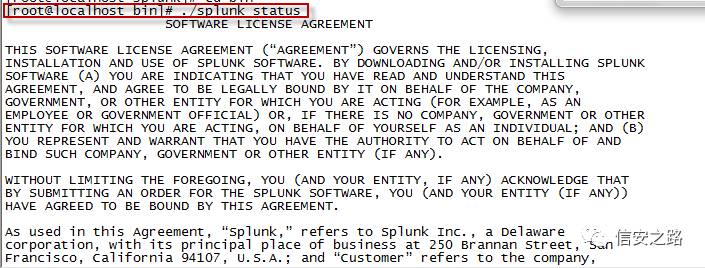 [root@localhost bin]# ./splunk status
SOFTWARE LICENSE AGREEMENT
THIS SOFTWARE LICENSE AGREEMENT (“AGREEMENT”) GOVERNS THE LICENSING,
INSTALLATION AND USE OF SPLUNK SOFTWARE. BY DOWNLOADING AND/OR INSTALLING SPLUNK
SOFTWARE (A) YOU ARE INDICATING THAT YOU HAVE READ AND UNDERSTAND THIS
AGREEMENT, AND AGREE TO BE LEGALLY BOUND BY IT ON BEHALF OF THE COMPANY,
GOVERNMENT, OR OTHER ENTITY FOR WHICH YOU ARE ACTING (FOR EXAMPLE, AS AN
EMPLOYEE OR GOVERNMENT OFFICIAL) OR, IF THERE IS NO COMPANY, GOVERNMENT OR OTHER
ENTITY FOR WHICH YOU ARE ACTING, ON BEHALF OF YOURSELF AS AN INDIVIDUAL; AND (B)
YOU REPRESENT AND WARRANT THAT YOU HAVE THE AUTHORITY TO ACT ON BEHALF OF AND
BIND SUCH COMPANY, GOVERNMENT OR OTHER ENTITY (IF ANY).
WITHOUT LIMITING THE FOREGOING, YOU (AND YOUR ENTITY, IF ANY) ACKNOWLEDGE THAT
BY SUBMITTING AN ORDER FOR THE SPLUNK SOFTWARE, YOU (AND YOUR ENTITY (IF ANY))
HAVE AGREED TO BE BOUND BY THIS AGREEMENT.
As used in this Agreement, “Splunk,” refers to Splunk Inc., a Delaware
corporation, with its principal place of business at 250 Brannan Street, San
Francisco, California 94107, U.S.A.; and “Customer” refers to the company,
信安之路